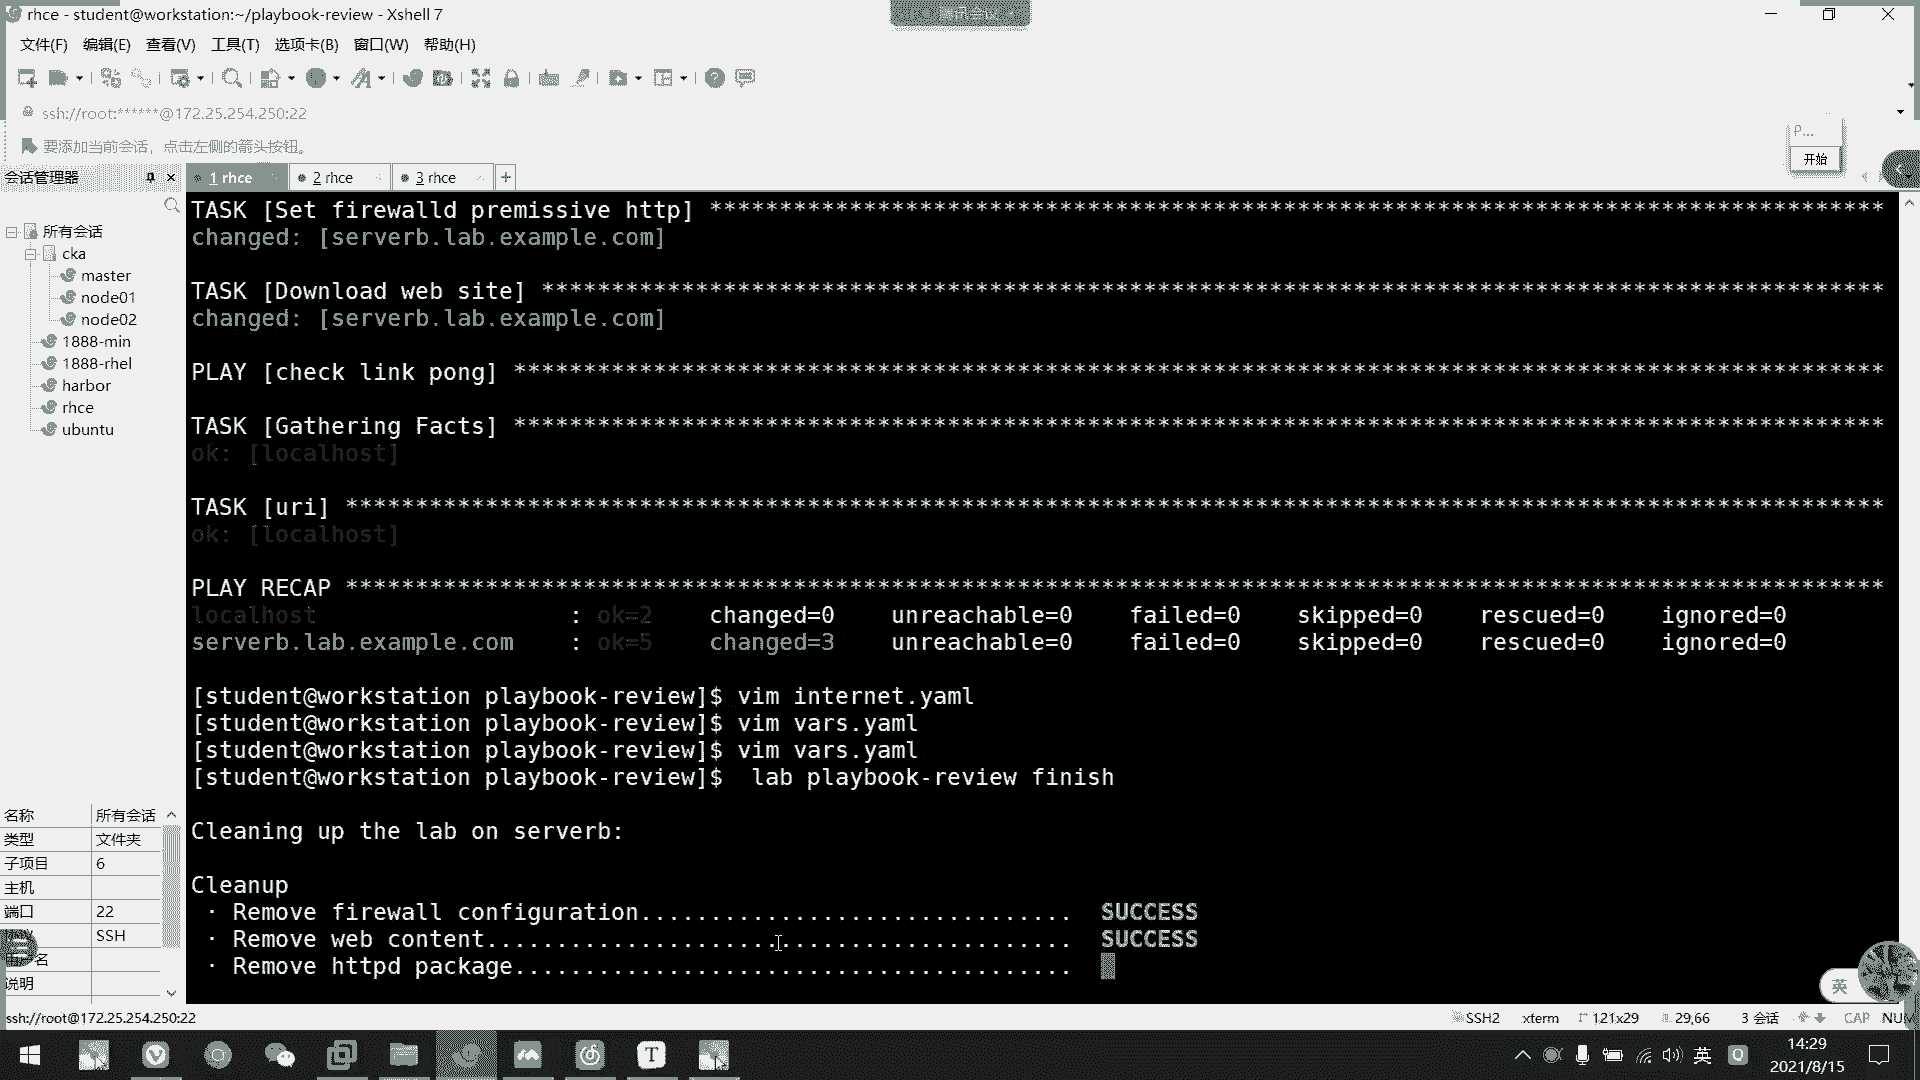 rhce - student@workstation:~/playbook-review - Xshell 7
文件(F) 编辑(E) 查看(V) 工具(T) 选项卡(B) 窗口(W) 帮助(H)
ssh://root:******@172.25.254.250:22
要添加当前会话，点击左侧的箭头按钮。
P...
开始
会话管理器
1 rhce
2 rhce
3 rhce
+
所有会话
cka
master
node01
node02
1888-min
1888-rhel
harbor
rhce
ubuntu
名称 所有会话
类型 文件夹
子项目 6
主机
端口 22
SSH
说明
TASK [Set firewalld premissive http] *************************************************************************************
changed: [serverb.lab.example.com]
TASK [Download web site] *************************************************************************************************
changed: [serverb.lab.example.com]
PLAY [check link pong] ***************************************************************************************************
TASK [Gathering Facts] ***************************************************************************************************
ok: [localhost]
TASK [uri] ***************************************************************************************************************
ok: [localhost]
PLAY RECAP ***************************************************************************************************************
localhost : ok=2 changed=0 unreachable=0 failed=0 skipped=0 rescued=0 ignored=0
serverb.lab.example.com : ok=5 changed=3 unreachable=0 failed=0 skipped=0 rescued=0 ignored=0
[student@workstation playbook-review]$ vim internet.yaml
[student@workstation playbook-review]$ vim vars.yaml
[student@workstation playbook-review]$ vim vars.yaml
[student@workstation playbook-review]$  lab playbook-review finish
Cleaning up the lab on serverb:
Cleanup
· Remove firewall configuration............................... SUCCESS
· Remove web content.......................................... SUCCESS
· Remove httpd package........................................
英
ssh://root@172.25.254.250:22
SSH2 xterm 121x29 29,66 3 会话 CAP NUM
英
14:29
2021/8/15